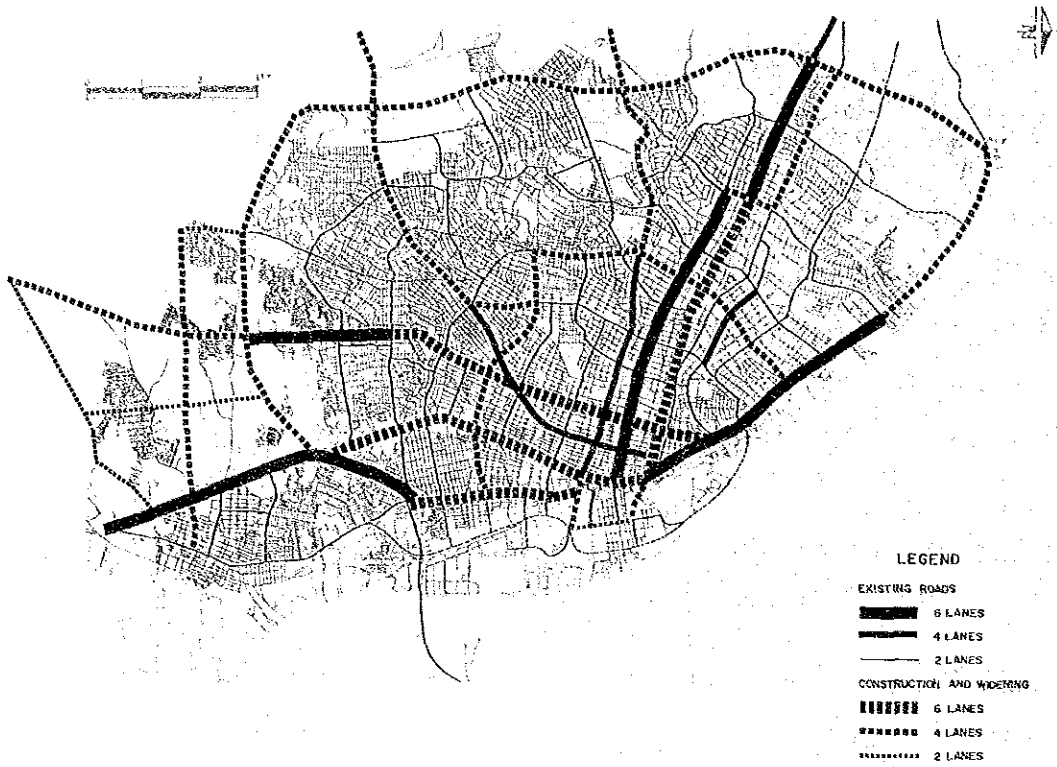 LEGEND
EXISTING ROADS
6 LANES
4 LANES
2 LANES
CONSTRUCTION AND WIDENING
6 LANES
4 LANES
2 LANES